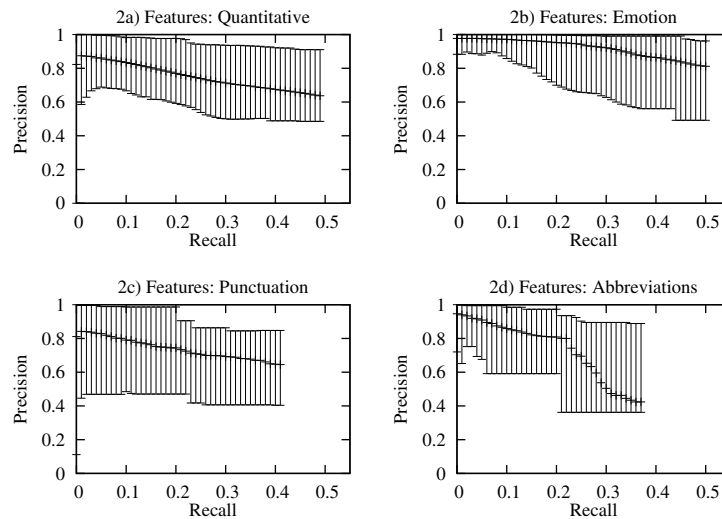 2a) Features: Quantitative
1
0.8
0.6
0.4
0.2
0
0 0.1 0.2 0.3 0.4 0.5
Precision
Recall
2b) Features: Emotion
1
0.8
0.6
0.4
0.2
0
0 0.1 0.2 0.3 0.4 0.5
Precision
Recall
2c) Features: Punctuation
1
0.8
0.6
0.4
0.2
0
0 0.1 0.2 0.3 0.4 0.5
Precision
Recall
2d) Features: Abbreviations
1
0.8
0.6
0.4
0.2
0
0 0.1 0.2 0.3 0.4 0.5
Precision
Recall